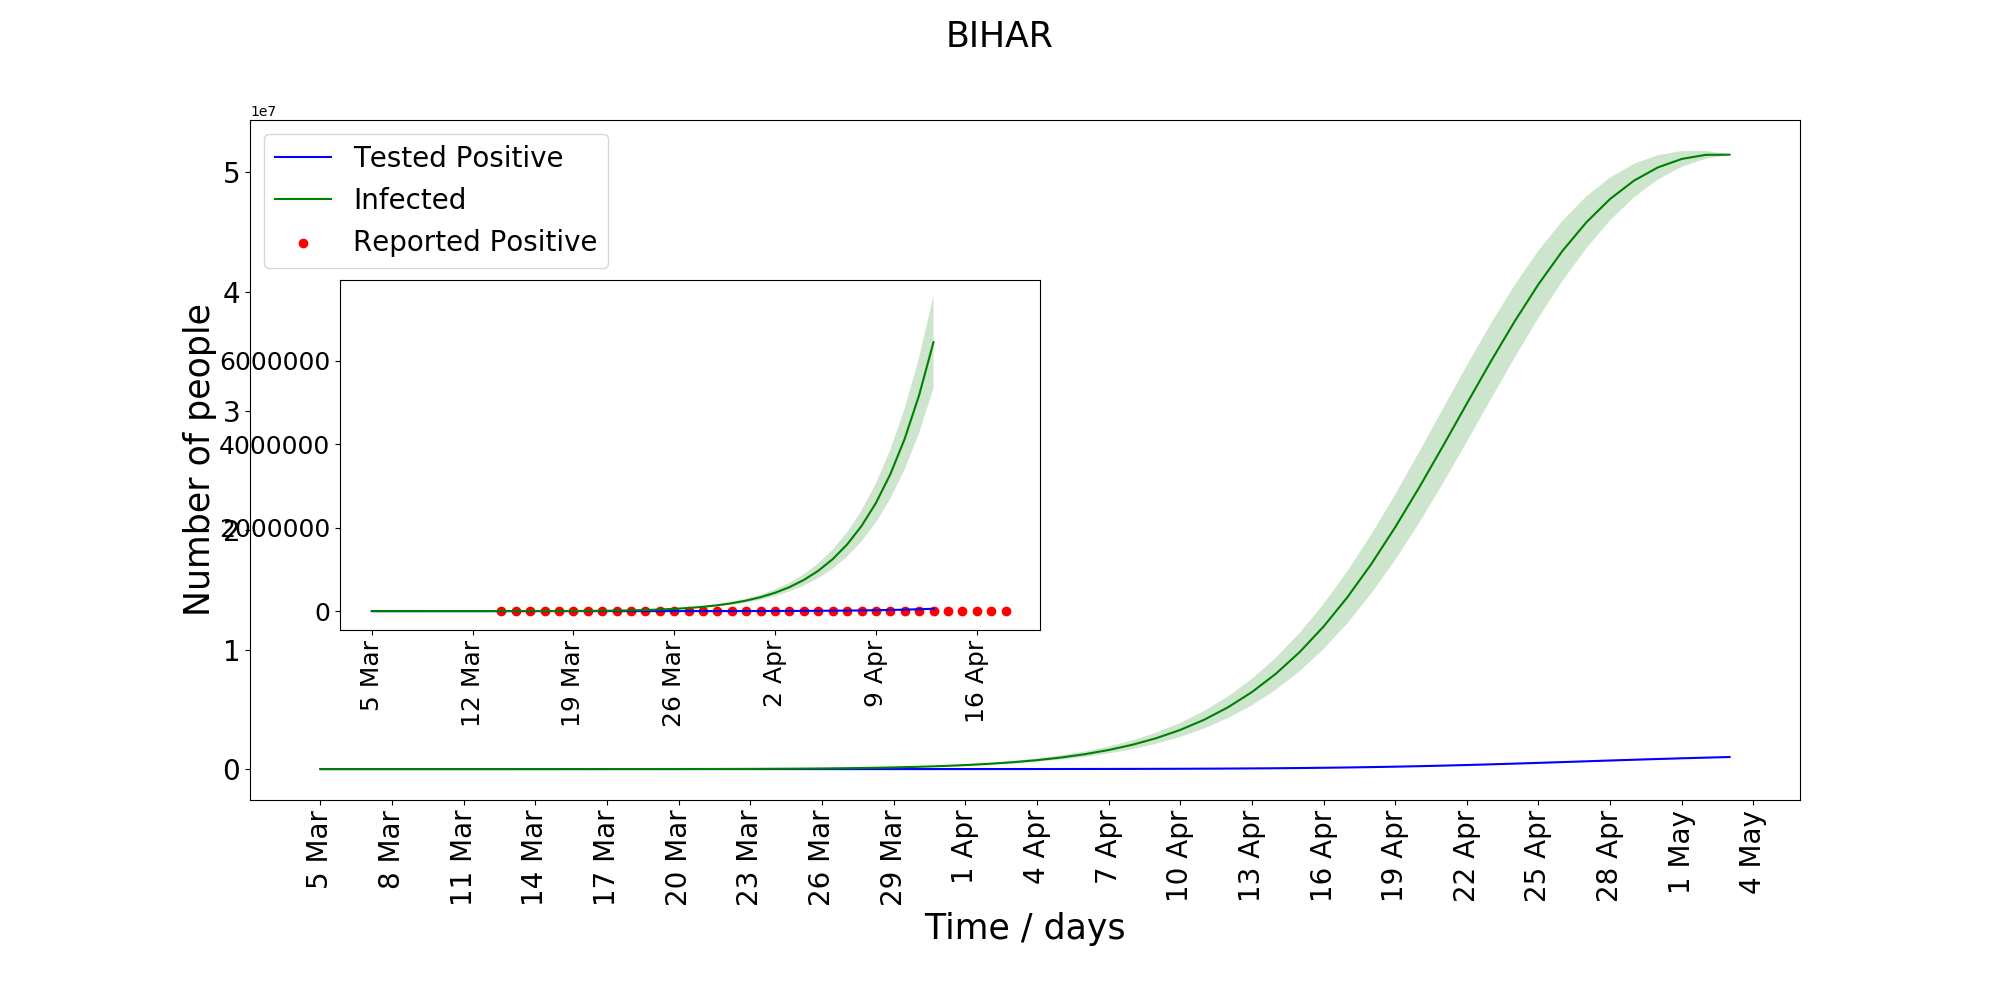 BIHAR
1e7
Tested Positive
Infected
Reported Positive
Number of people
5
4
3
2
1
0
6000000
4000000
2000000
0
5 Mar
12 Mar
19 Mar
26 Mar
2 Apr
9 Apr
16 Apr
5 Mar
8 Mar
11 Mar
14 Mar
17 Mar
20 Mar
23 Mar
26 Mar
29 Mar
1 Apr
4 Apr
7 Apr
10 Apr
13 Apr
16 Apr
19 Apr
22 Apr
25 Apr
28 Apr
1 May
4 May
Time / days